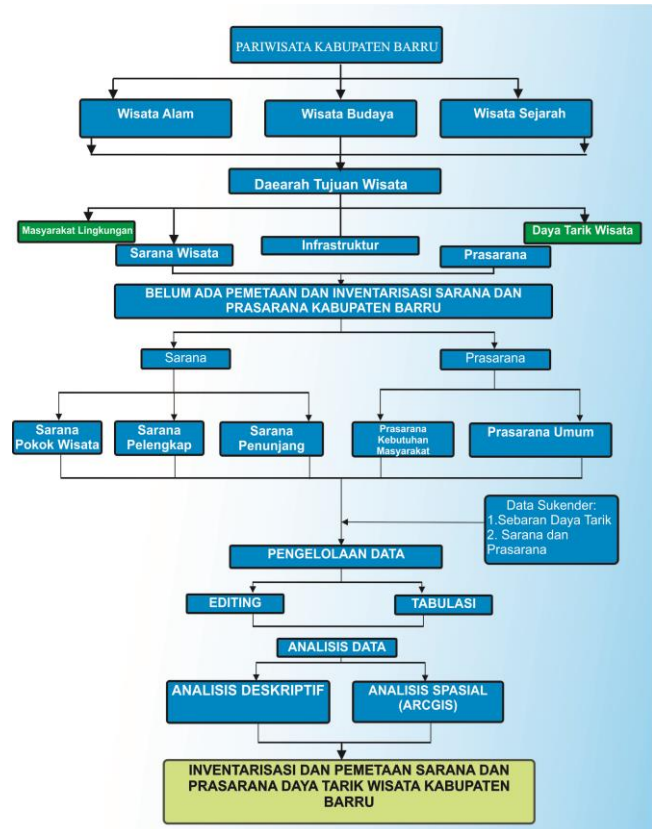 PARIWISATA KABUPATEN BARRU
Wisata Alam
Wisata Budaya
Wisata Sejarah
Daearah Tujuan Wisata
Masyarakat Lingkungan
Daya Tarik Wisata
Sarana Wisata
Infrastruktur
Prasarana
BELUM ADA PEMETAAN DAN INVENTARISASI SARANA DAN
PRASARANA KABUPATEN BARRU
Sarana
Prasarana
Sarana
Pokok Wisata
Sarana
Pelengkap
Sarana
Penunjang
Prasarana
Kebutuhan
Masyarakat
Prasarana Umum
Data Sukender:
1.Sebaran Daya Tarik
2. Sarana dan
Prasarana
PENGELOLAAN DATA
EDITING
TABULASI
ANALISIS DATA
ANALISIS DESKRIPTIF
ANALISIS SPASIAL
(ARCGIS)
INVENTARISASI DAN PEMETAAN SARANA DAN
PRASARANA DAYA TARIK WISATA KABUPATEN
BARRU